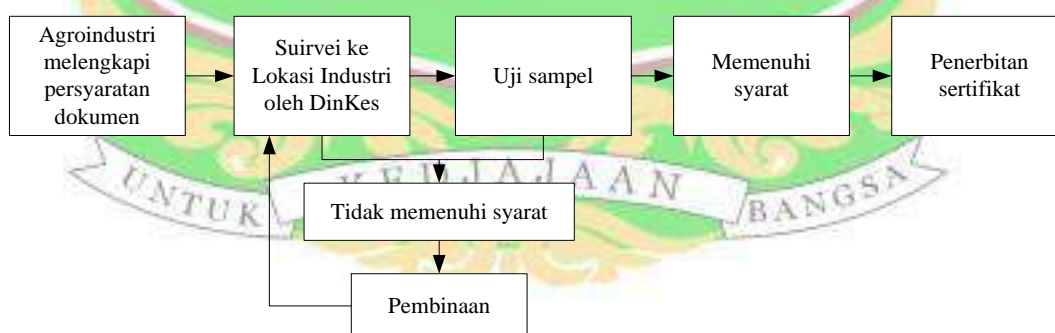 Agroindustri
melengkapi
persyaratan
dokumen
Suirvei ke
Lokasi Industri
oleh DinKes
Uji sampel
Memenuhi
syarat
Penerbitan
sertifikat
UNTUK KEDJAJAAN BANGSA
Tidak memenuhi syarat
Pembinaan